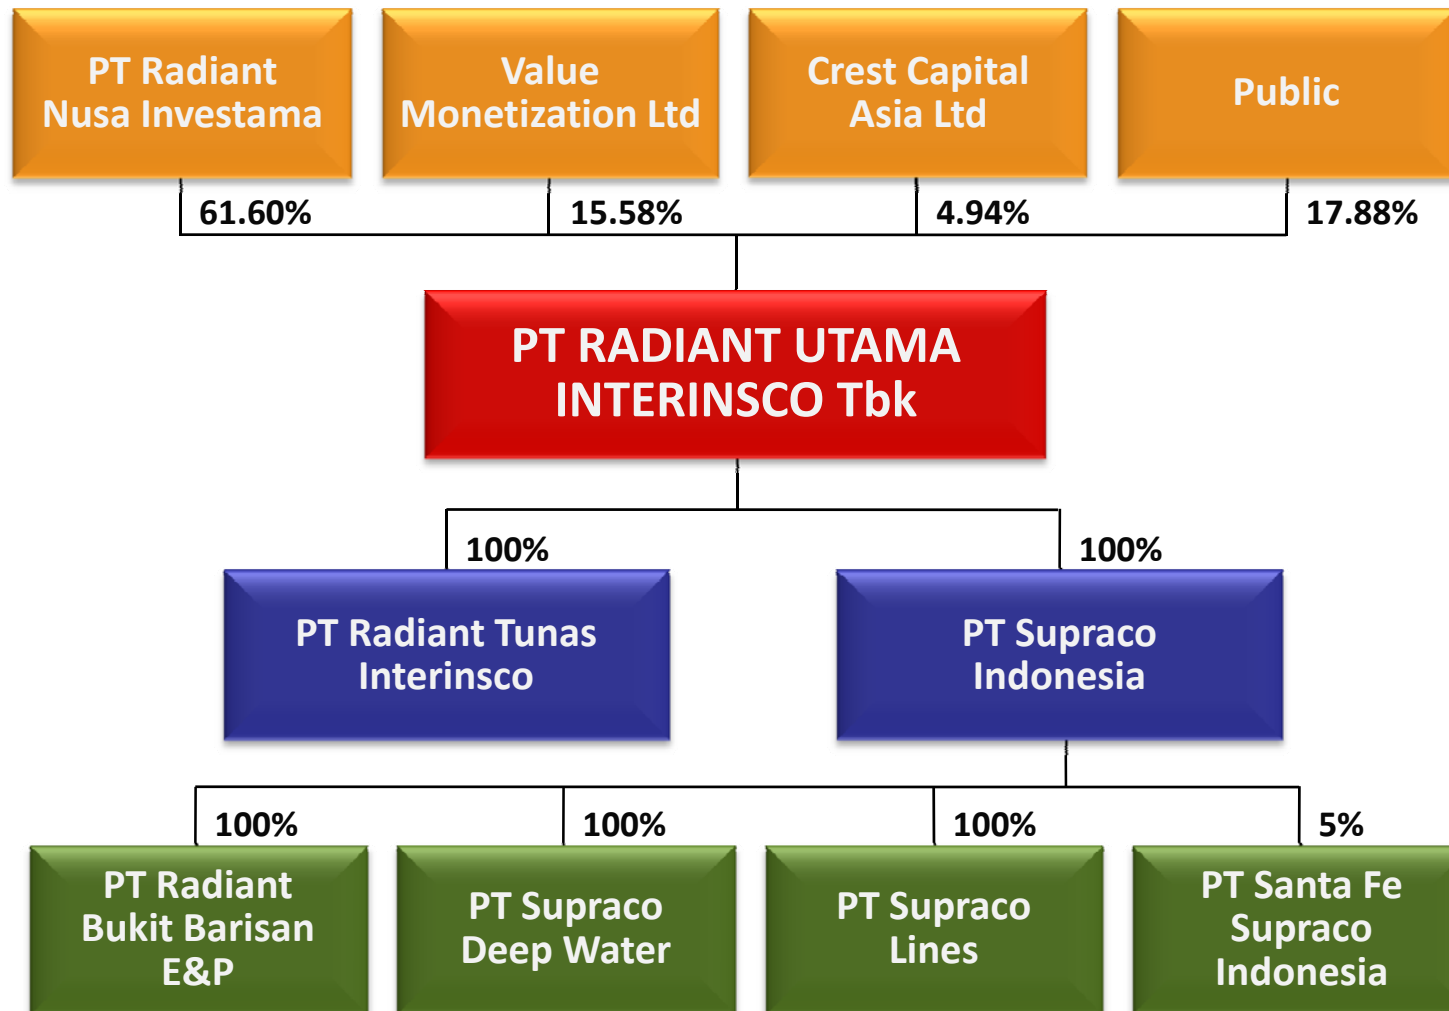 PT Radiant
Nusa Investama
Value
Monetization Ltd
Crest Capital
Asia Ltd
Public
61.60%
15.58%
4.94%
17.88%
PT RADIANT UTAMA
INTERINSCO Tbk
100%
100%
PT Radiant Tunas
Interinsco
PT Supraco
Indonesia
100%
100%
100%
5%
PT Radiant
Bukit Barisan
E&P
PT Supraco
Deep Water
PT Supraco
Lines
PT Santa Fe
Supraco
Indonesia